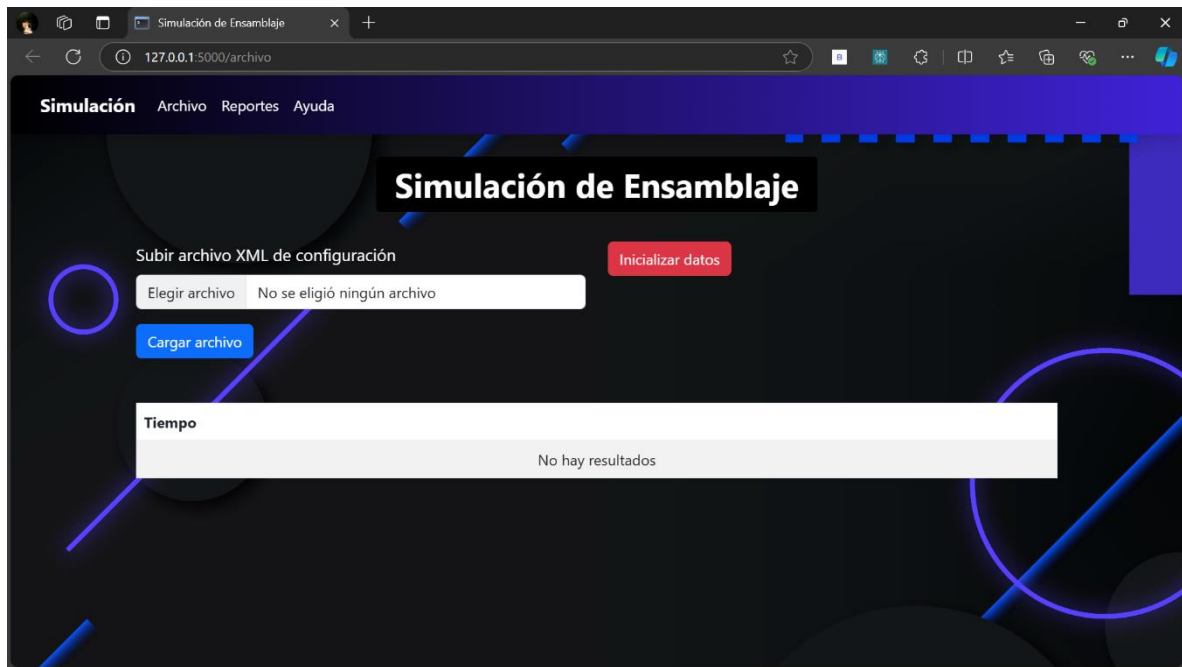 Simulación de Ensamblaje
127.0.0.1:5000/archivo
Simulación Archivo Reportes Ayuda
Simulación de Ensamblaje
Subir archivo XML de configuración
Inicializar datos
Elegir archivo No se eligió ningún archivo
Cargar archivo
Tiempo
No hay resultados